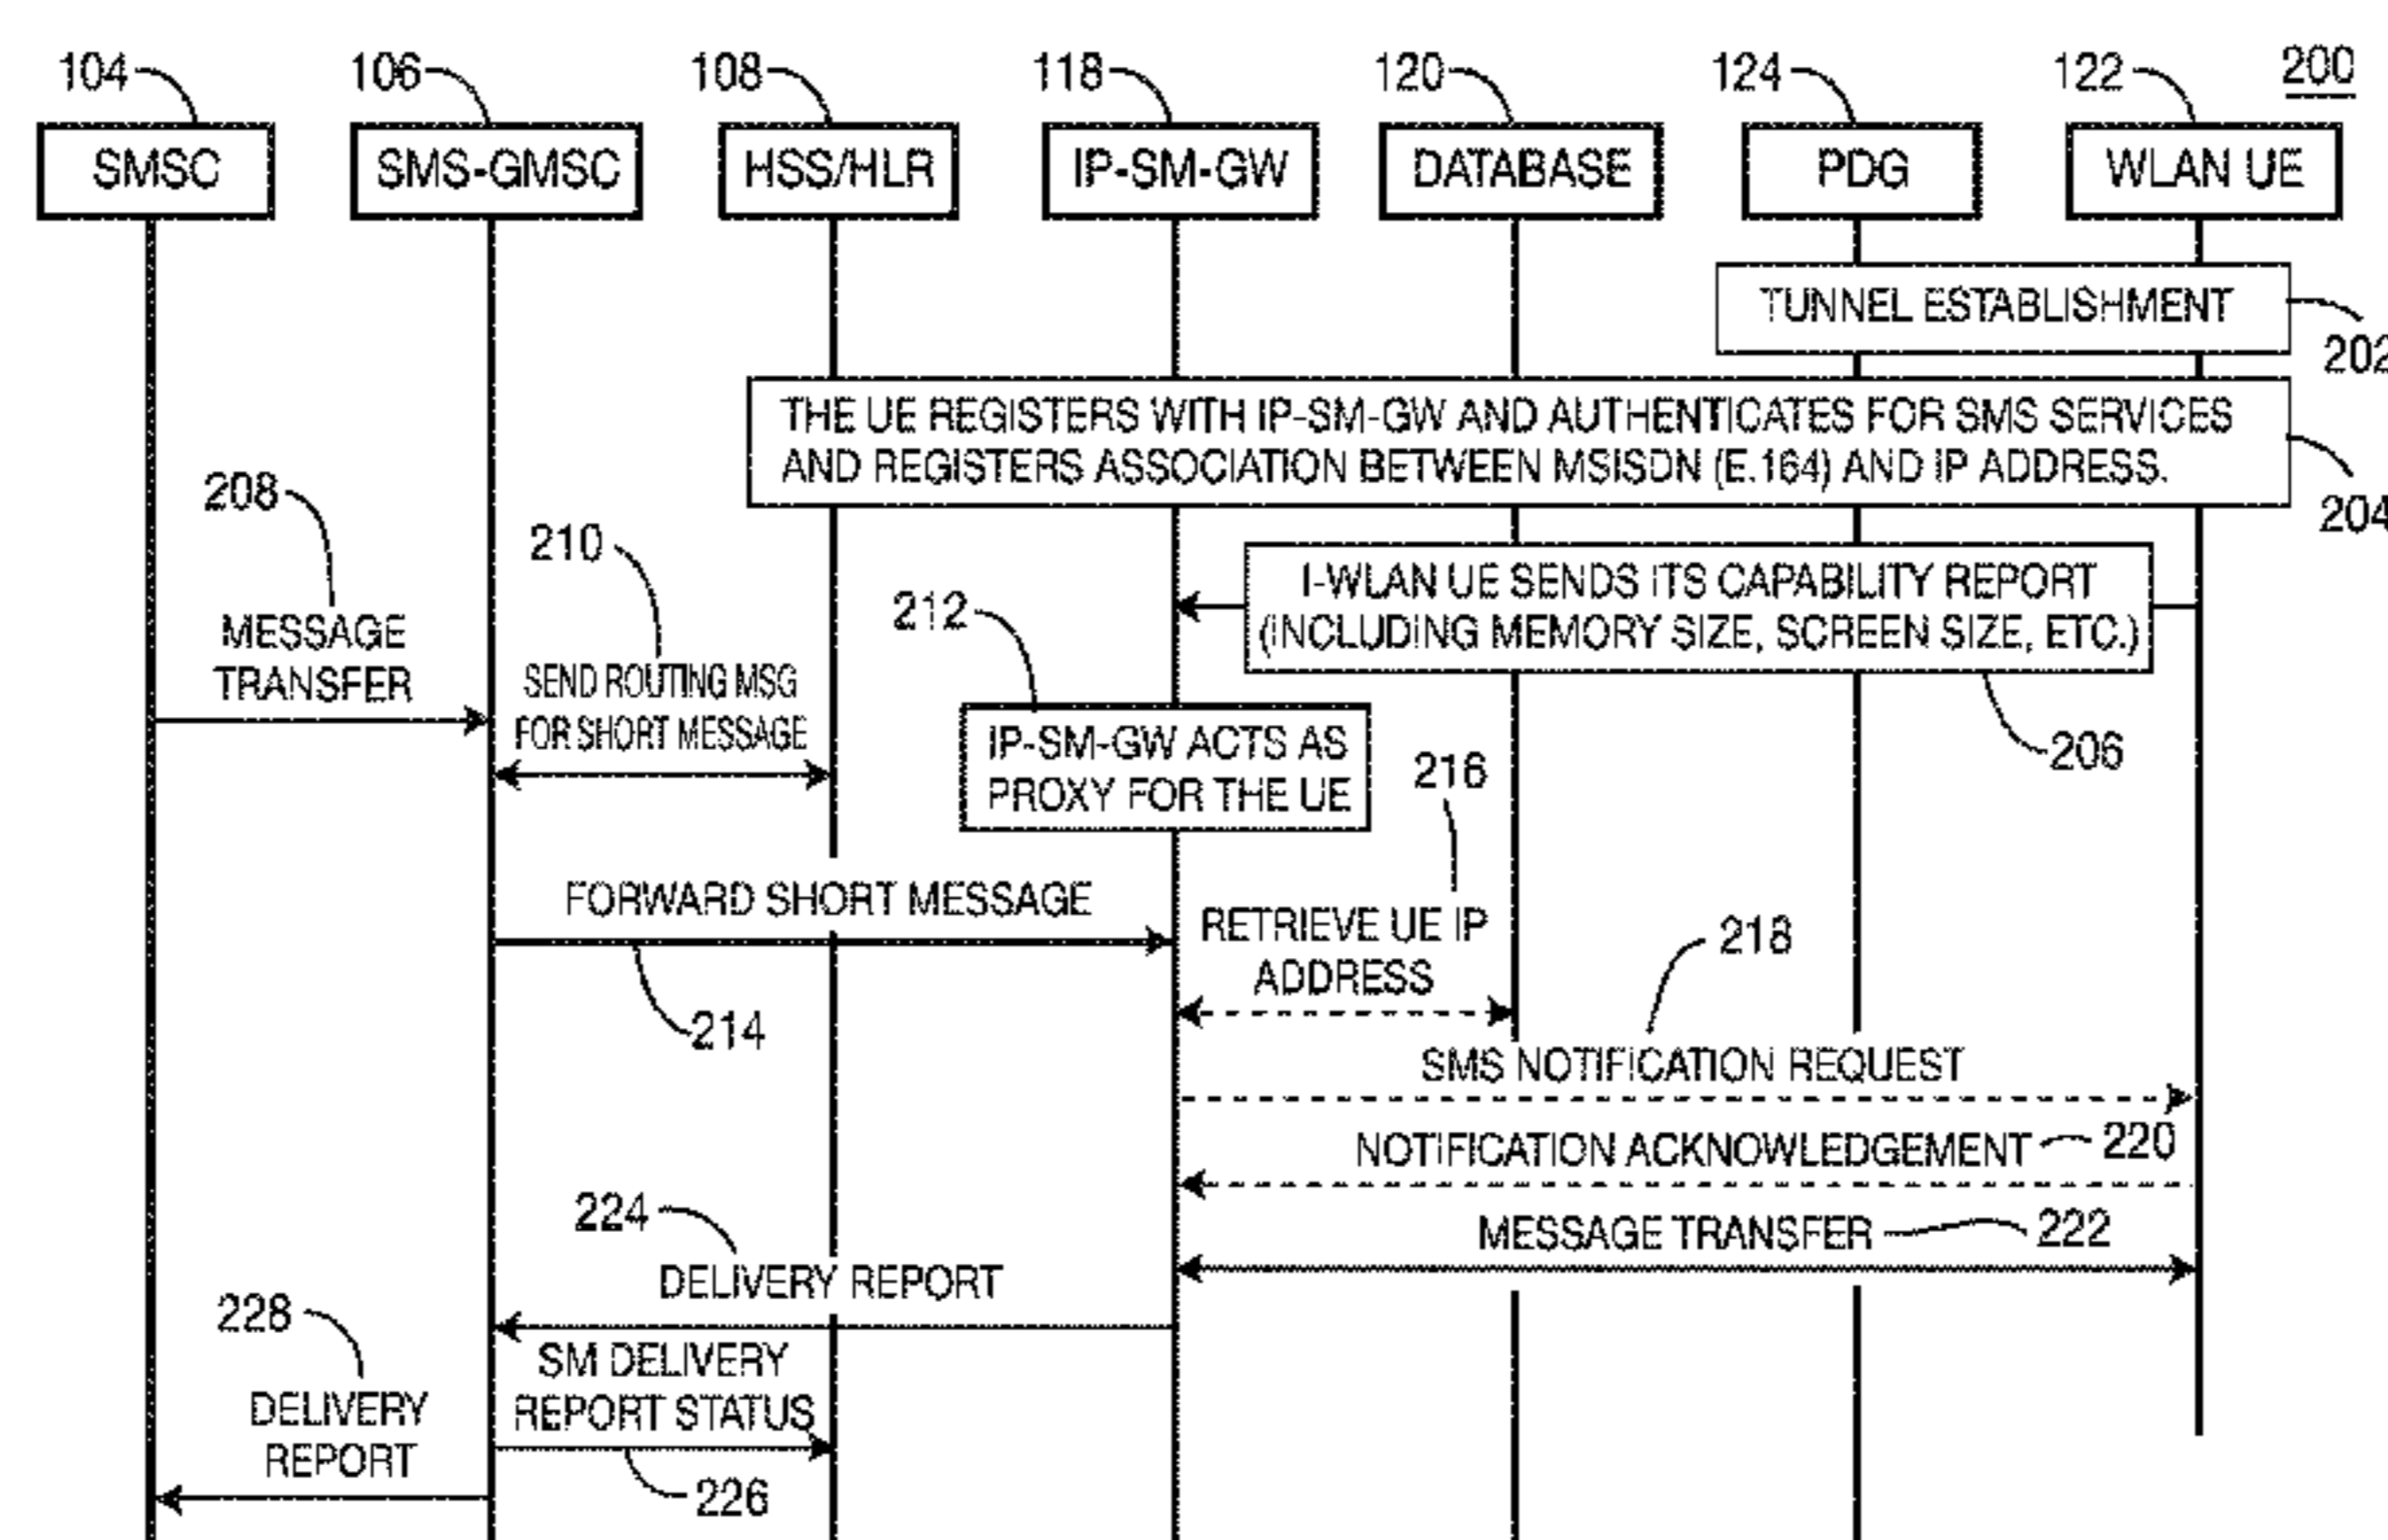 104
106
108
118
120
124
122
200
SMSC
SMS-GMSC
HSS/HLR
IP-SM-GW
DATABASE
PDG
WLAN UE
TUNNEL ESTABLISHMENT
202
THE UE REGISTERS WITH IP-SM-GW AND AUTHENTICATES FOR SMS SERVICES
AND REGISTERS ASSOCIATION BETWEEN MSISDN (E.164) AND IP ADDRESS.
204
208
MESSAGE
TRANSFER
210
SEND ROUTING MSG
FOR SHORT MESSAGE
I-WLAN UE SENDS ITS CAPABILITY REPORT
(INCLUDING MEMORY SIZE, SCREEN SIZE, ETC.)
206
212
IP-SM-GW ACTS AS
PROXY FOR THE UE
FORWARD SHORT MESSAGE
214
216
RETRIEVE UE IP
ADDRESS
218
SMS NOTIFICATION REQUEST
NOTIFICATION ACKNOWLEDGEMENT
220
MESSAGE TRANSFER
222
224
DELIVERY REPORT
SM DELIVERY
REPORT STATUS
226
228
DELIVERY
REPORT